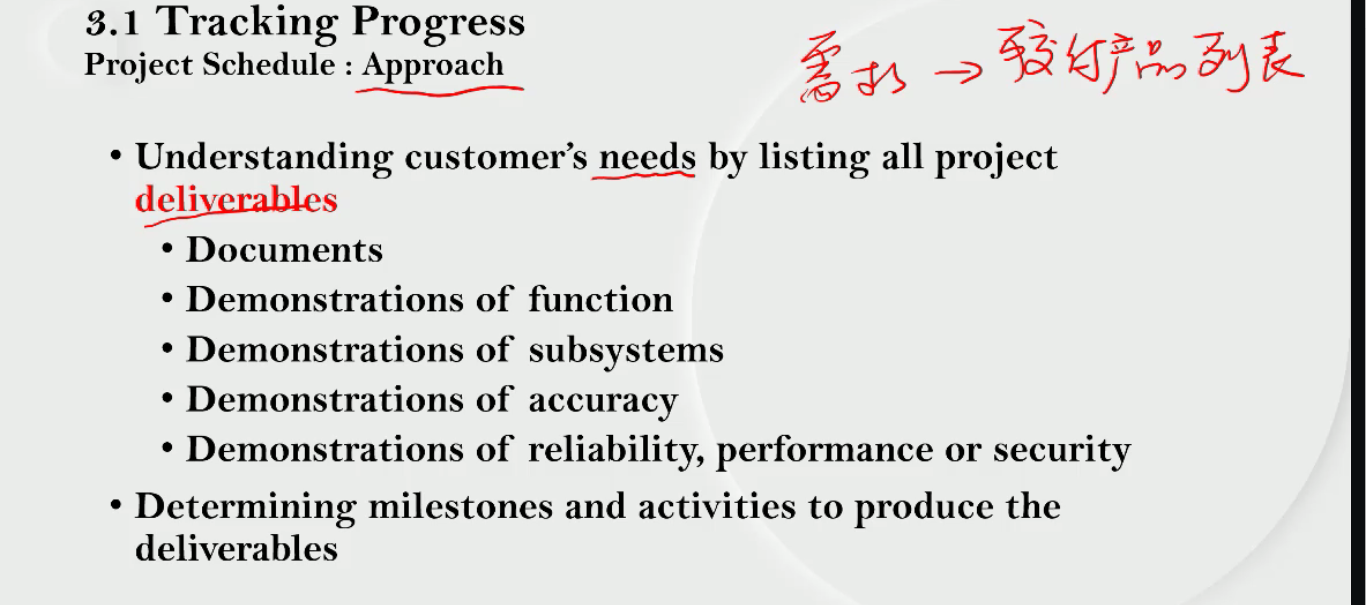 3.1 Tracking Progress
Project Schedule : Approach
需求 → 交付产品列表
• Understanding customer's needs by listing all project
deliverables
• Documents
• Demonstrations of function
• Demonstrations of subsystems
• Demonstrations of accuracy
• Demonstrations of reliability, performance or security
• Determining milestones and activities to produce the
deliverables